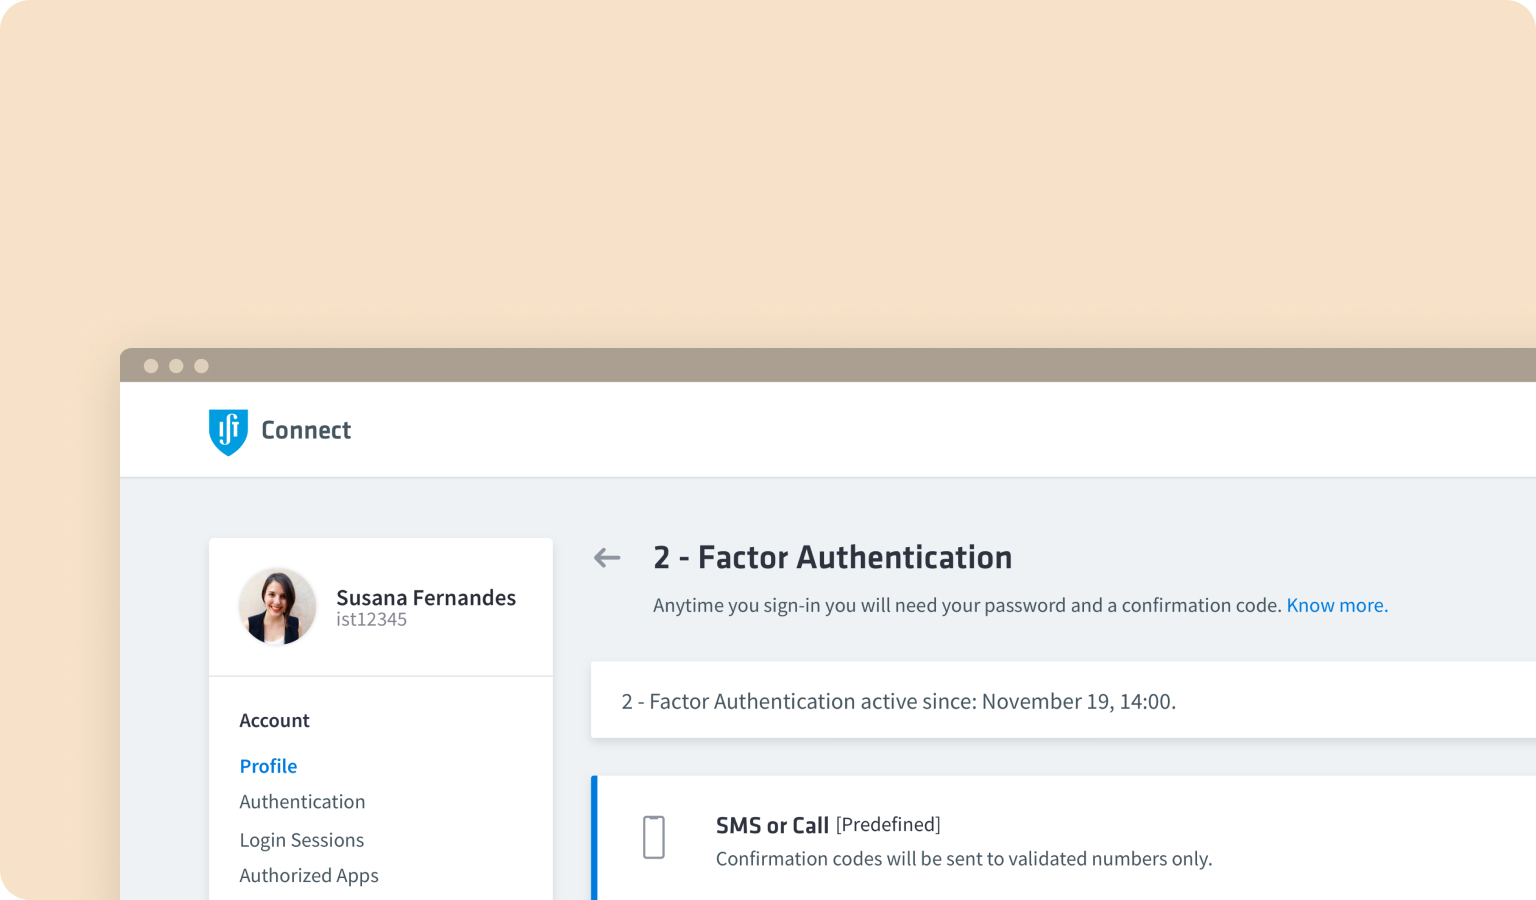 ist Connect
Susana Fernandes
ist12345
Account
Profile
Authentication
Login Sessions
Authorized Apps
2 - Factor Authentication
Anytime you sign-in you will need your password and a confirmation code. Know more.
2 - Factor Authentication active since: November 19, 14:00.
SMS or Call [Predefined]
Confirmation codes will be sent to validated numbers only.